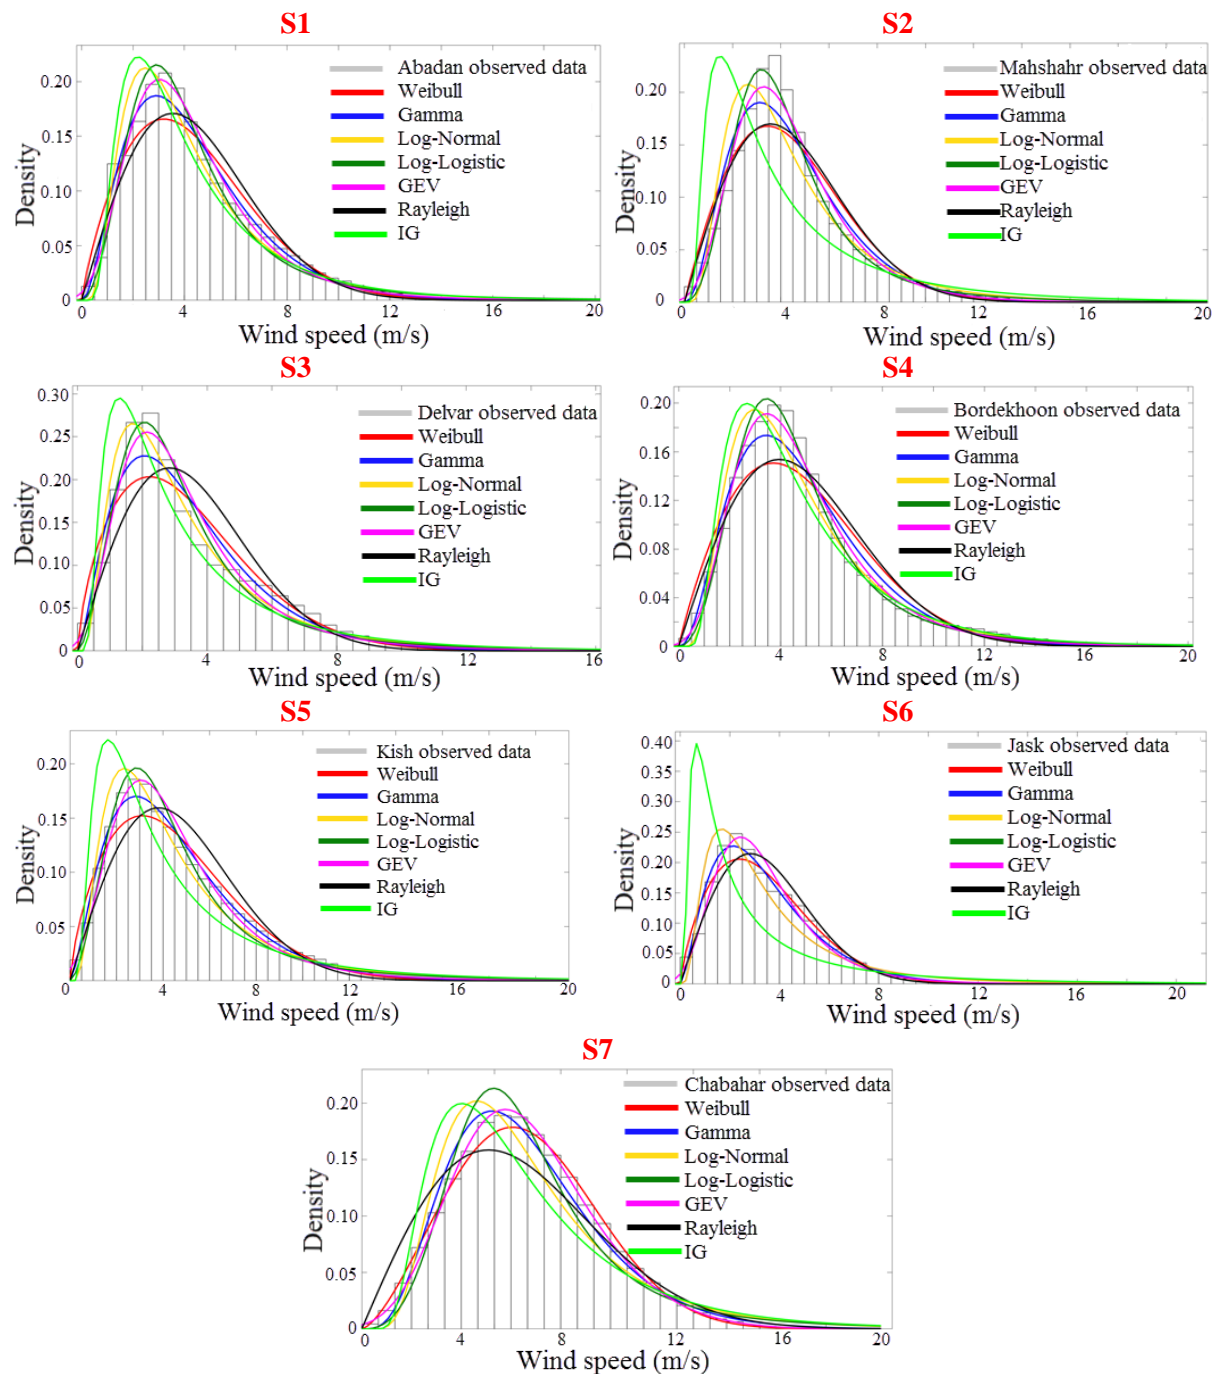 S1
Density
0.20
0.15
0.10
0.05
0
Abadan observed data
Weibull
Gamma
Log-Normal
Log-Logistic
GEV
Rayleigh
IG
0 4 8 12 16 20
Wind speed (m/s)
S2
Density
0.20
0.15
0.10
0.05
0
Mahshahr observed data
Weibull
Gamma
Log-Normal
Log-Logistic
GEV
Rayleigh
IG
0 4 8 12 16 20
Wind speed (m/s)
S3
Density
0.30
0.25
0.20
0.15
0.10
0.05
0
Delvar observed data
Weibull
Gamma
Log-Normal
Log-Logistic
GEV
Rayleigh
IG
0 4 8 12 16
Wind speed (m/s)
S4
Density
0.20
0.16
0.12
0.08
0.04
0
Bordekhoon observed data
Weibull
Gamma
Log-Normal
Log-Logistic
GEV
Rayleigh
IG
0 4 8 12 16 20
Wind speed (m/s)
S5
Density
0.20
0.15
0.10
0.05
Kish observed data
Weibull
Gamma
Log-Normal
Log-Logistic
GEV
Rayleigh
IG
0 4 8 12 16 20
Wind speed (m/s)
S6
Density
0.40
0.35
0.30
0.25
0.20
0.15
0.10
0.05
0
Jask observed data
Weibull
Gamma
Log-Normal
Log-Logistic
GEV
Rayleigh
IG
0 4 8 12 16 20
Wind speed (m/s)
S7
Density
0.20
0.15
0.10
0.05
0
Chabahar observed data
Weibull
Gamma
Log-Normal
Log-Logistic
GEV
Rayleigh
IG
0 4 8 12 16 20
Wind speed (m/s)